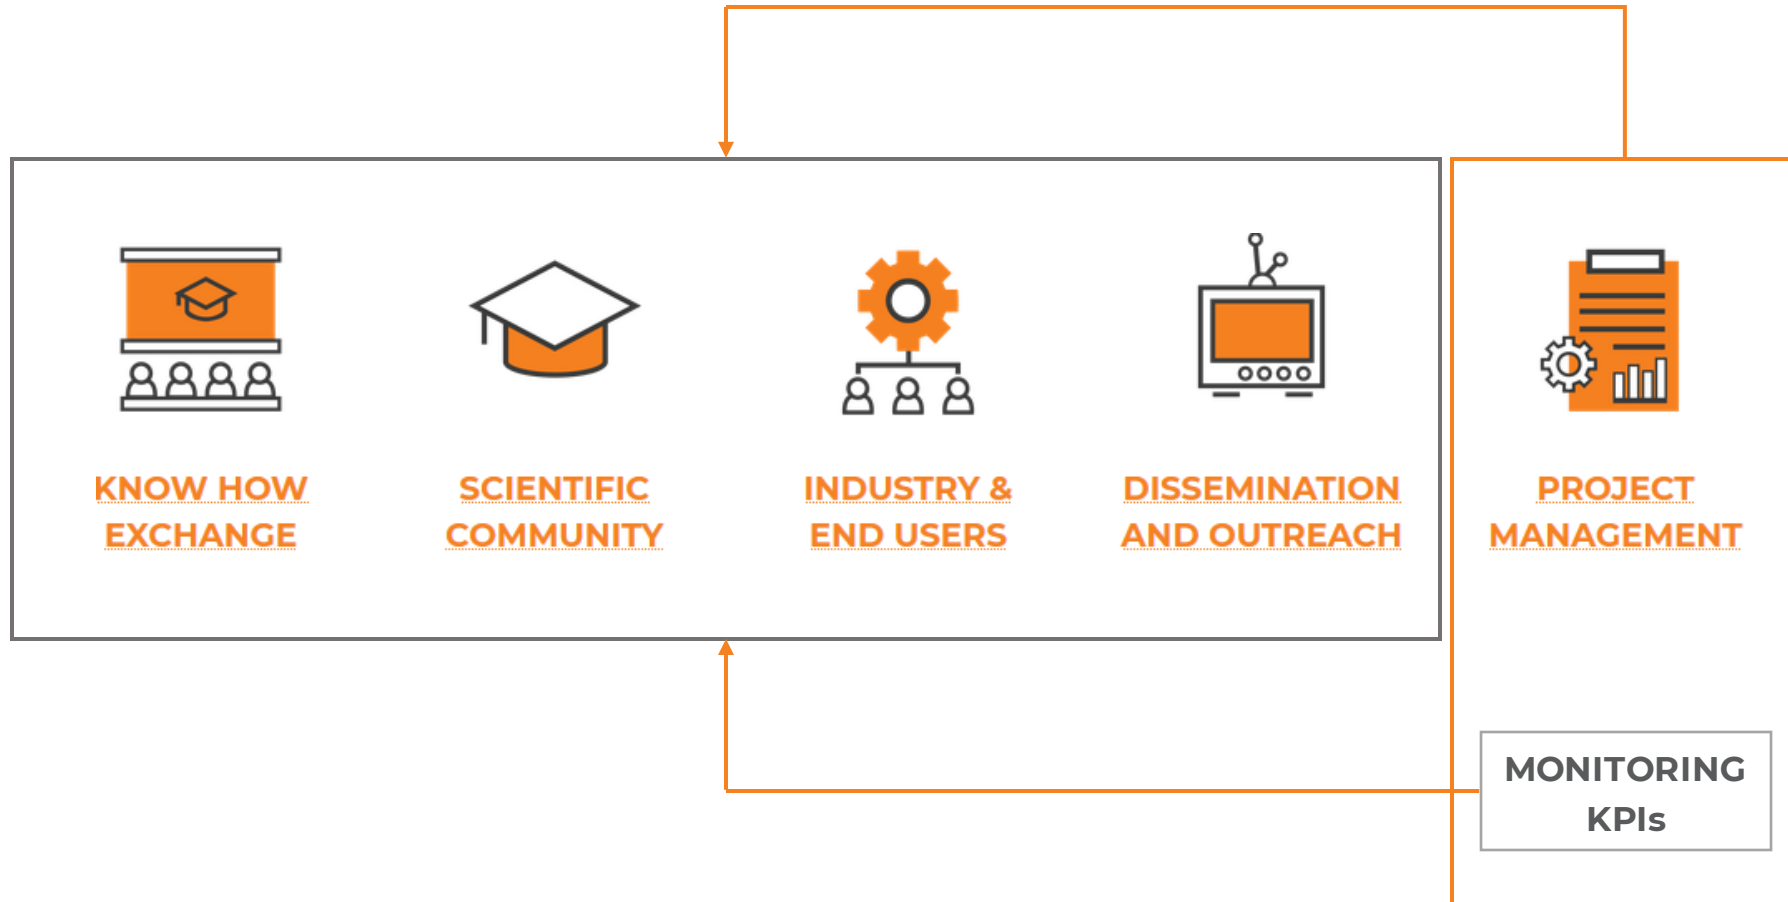 KNOW HOW
EXCHANGE
SCIENTIFIC
COMMUNITY
INDUSTRY &
END USERS
DISSEMINATION
AND OUTREACH
PROJECT
MANAGEMENT
MONITORING
KPIs